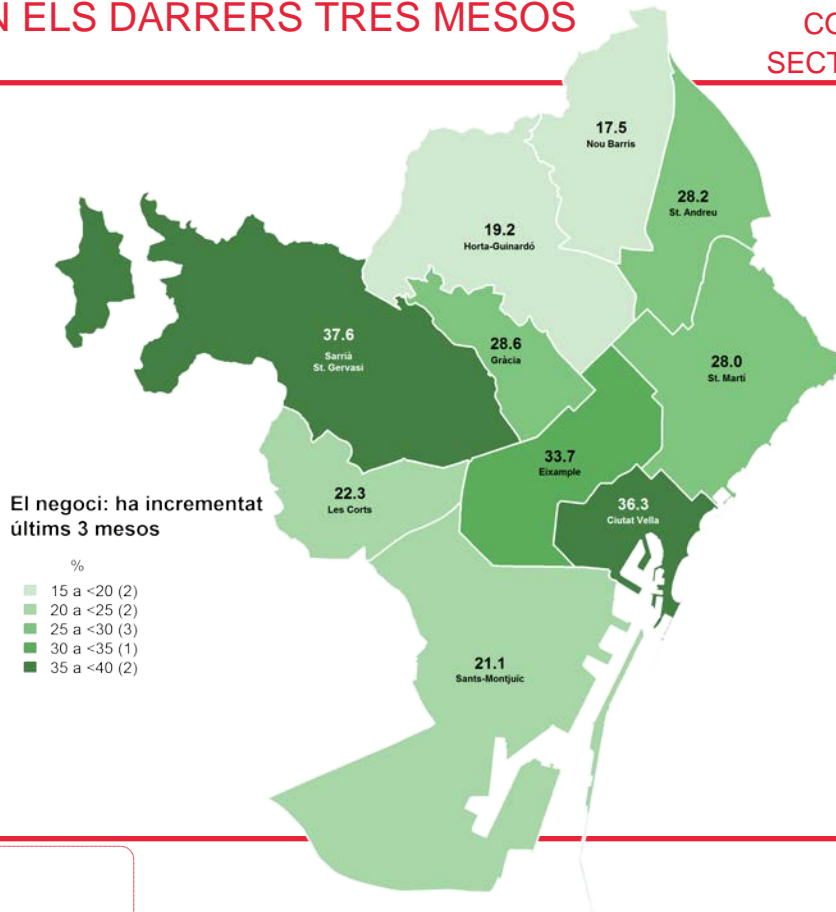 N ELS DARRERS TRES MESOS
CO
SECT
17.5
Nou Barris
28.2
St. Andreu
19.2
Horta-Guinardó
37.6
Sarrià
St. Gervasi
28.6
Gràcia
28.0
St. Martí
33.7
Eixample
22.3
Les Corts
36.3
Ciutat Vella
El negoci: ha incrementat
últims 3 mesos
%
15 a <20 (2)
20 a <25 (2)
25 a <30 (3)
30 a <35 (1)
35 a <40 (2)
21.1
Sants-Montjuïc